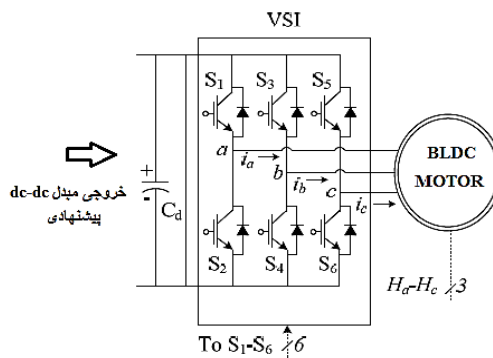 VSI
S1 S3 S5
a ia
b ib
c ic
BLDC
MOTOR
+
-
Cd
خروجی مبدل dc-dc
پیشنهادی
S2 S4 S6
Ha-Hc 3
To S1-S6 6